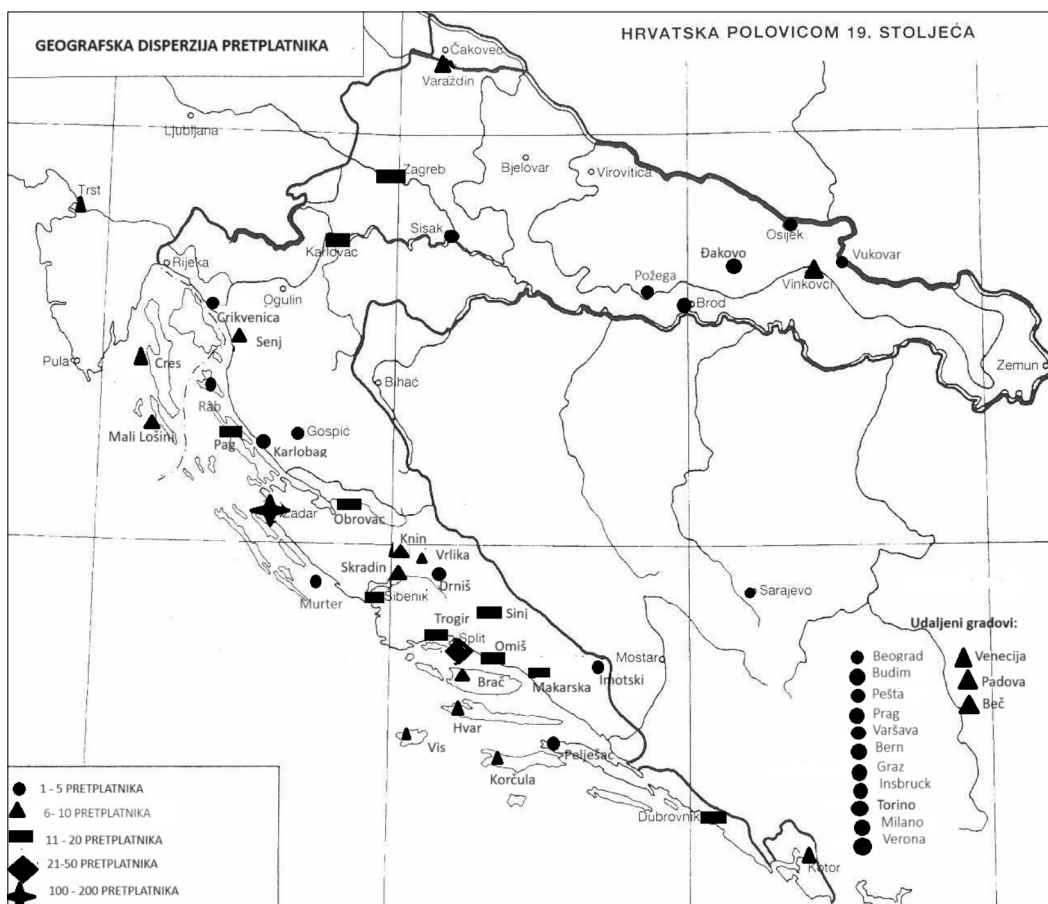 GEOGRAFSKA DISPERZIJA PRETPLATNIKA
HRVATSKA POLOVICOM 19. STOLJEĆA
Čakovec
Varaždin
Ljubljana
Zagreb
Bjelovar
Virovitica
Trst
Sisak
Osijek
Karlovac
Rijeka
Đakovo
Vukovar
Požega
Vinkovci
Ogulin
Brod
Crikvenica
Senj
Pula
Cres
Bihać
Zemun
Rab
Mali Lošinj
Pag
Gospić
Karlobag
Zadar
Obrovac
Knin
Vrlika
Skradin
Drniš
Murter
Šibenik
Sarajevo
Trogir
Sinj
Split
Omiš
Mostar
Brač
Makarska
Imotski
Hvar
Vis
Pelješac
Korčula
Dubrovnik
Kotor
Udaljeni gradovi:
Beograd
Budim
Pešta
Prag
Varšava
Bern
Graz
Insbruck
Torino
Milano
Verona
Venecija
Padova
Beč
1 - 5 PRETPLATNIKA
6- 10 PRETPLATNIKA
11 - 20 PRETPLATNIKA
21-50 PRETPLATNIKA
100 - 200 PRETPLATNIKA